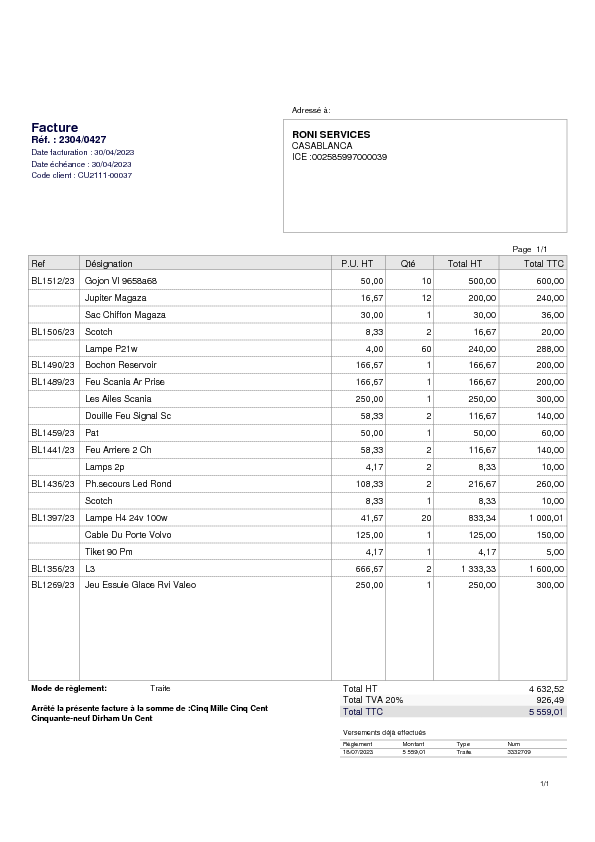 Adressé à:
Facture
Réf. : 2304/0427
Date facturation : 30/04/2023
Date échéance : 30/04/2023
Code client : CU2111-00037
RONI SERVICES
CASABLANCA
ICE :002585997000039
Page 1/1
Ref Désignation P.U. HT Qté Total HT Total TTC
BL1512/23 Gojon Vl 9658a68 50,00 10 500,00 600,00
Jupiter Magaza 16,67 12 200,00 240,00
Sac Chiffon Magaza 30,00 1 30,00 36,00
BL1506/23 Scotch 8,33 2 16,67 20,00
Lampe P21w 4,00 60 240,00 288,00
BL1490/23 Bochon Reservoir 166,67 1 166,67 200,00
BL1489/23 Feu Scania Ar Prise 166,67 1 166,67 200,00
Les Ailes Scania 250,00 1 250,00 300,00
Douille Feu Signal Sc 58,33 2 116,67 140,00
BL1459/23 Pat 50,00 1 50,00 60,00
BL1441/23 Feu Arriere 2 Ch 58,33 2 116,67 140,00
Lamps 2p 4,17 2 8,33 10,00
BL1436/23 Ph.secours Led Rond 108,33 2 216,67 260,00
Scotch 8,33 1 8,33 10,00
BL1397/23 Lampe H4 24v 100w 41,67 20 833,34 1 000,01
Cable Du Porte Volvo 125,00 1 125,00 150,00
Tiket 90 Pm 4,17 1 4,17 5,00
BL1356/23 L3 666,67 2 1 333,33 1 600,00
BL1269/23 Jeu Essuie Glace Rvi Valeo 250,00 1 250,00 300,00
Mode de règlement: Traite
Total HT 4 632,52
Total TVA 20% 926,49
Total TTC 5 559,01
Arrêté la présente facture à la somme de :Cinq Mille Cinq Cent
Cinquante-neuf Dirham Un Cent
Versements déjà effectués
Règlement Montant Type Num
18/07/2023 5 559,01 Traite 3332709
1/1